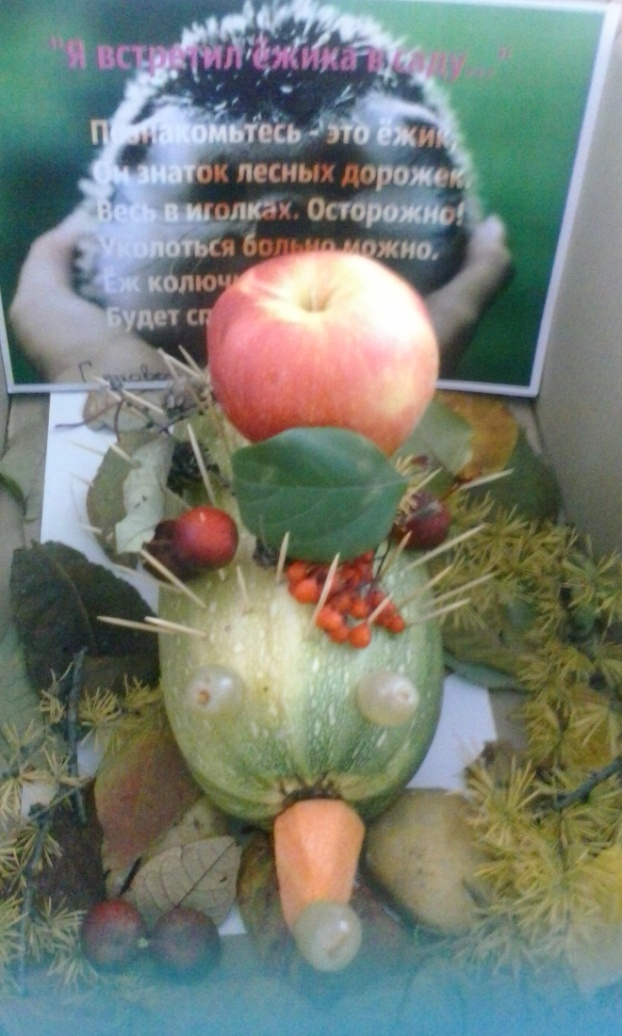 "Я встретил ёжика в саду..."
Познакомьтесь - это ёжик,
Он знаток лесных дорожек.
Весь в иголках. Осторожно!
Уколоться больно можно.
Ёж
Будет